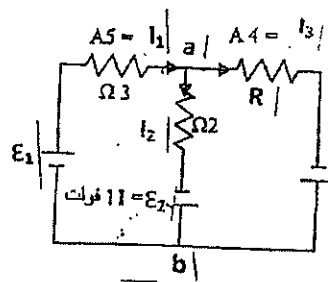 A5 = I₁ a A4 = I₃
Ω3 R
I₂ Ω2
ε₁
11 فولت = ε₂
b